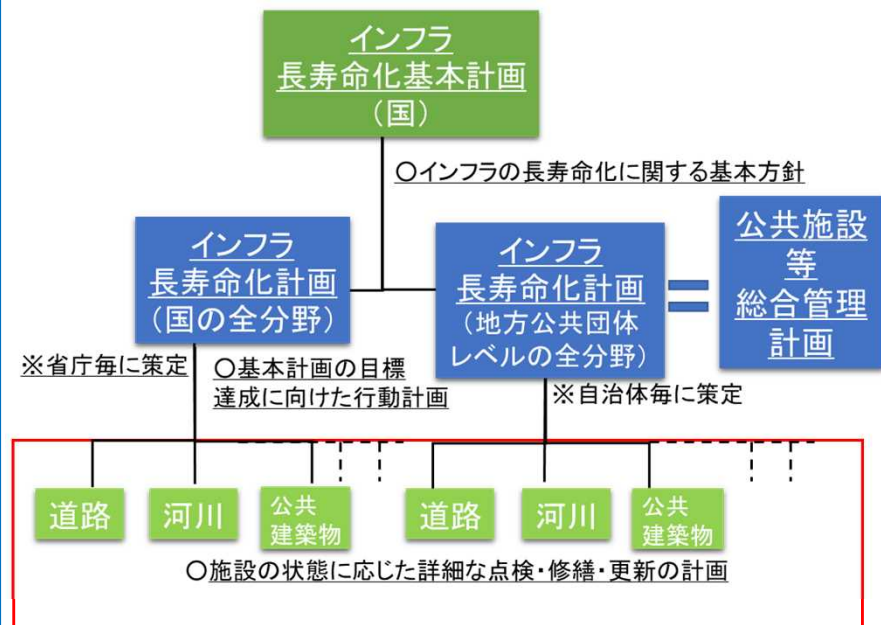 インフラ
長寿命化基本計画
（国）
〇インフラの長寿命化に関する基本方針
インフラ
長寿命化計画
（国の全分野）
インフラ
長寿命化計画
（地方公共団体
レベルの全分野）
＝
公共施設
等
総合管理
計画
※省庁毎に策定
〇基本計画の目標
達成に向けた行動計画
※自治体毎に策定
道路
河川
公共
建築物
道路
河川
公共
建築物
〇施設の状態に応じた詳細な点検・修繕・更新の計画